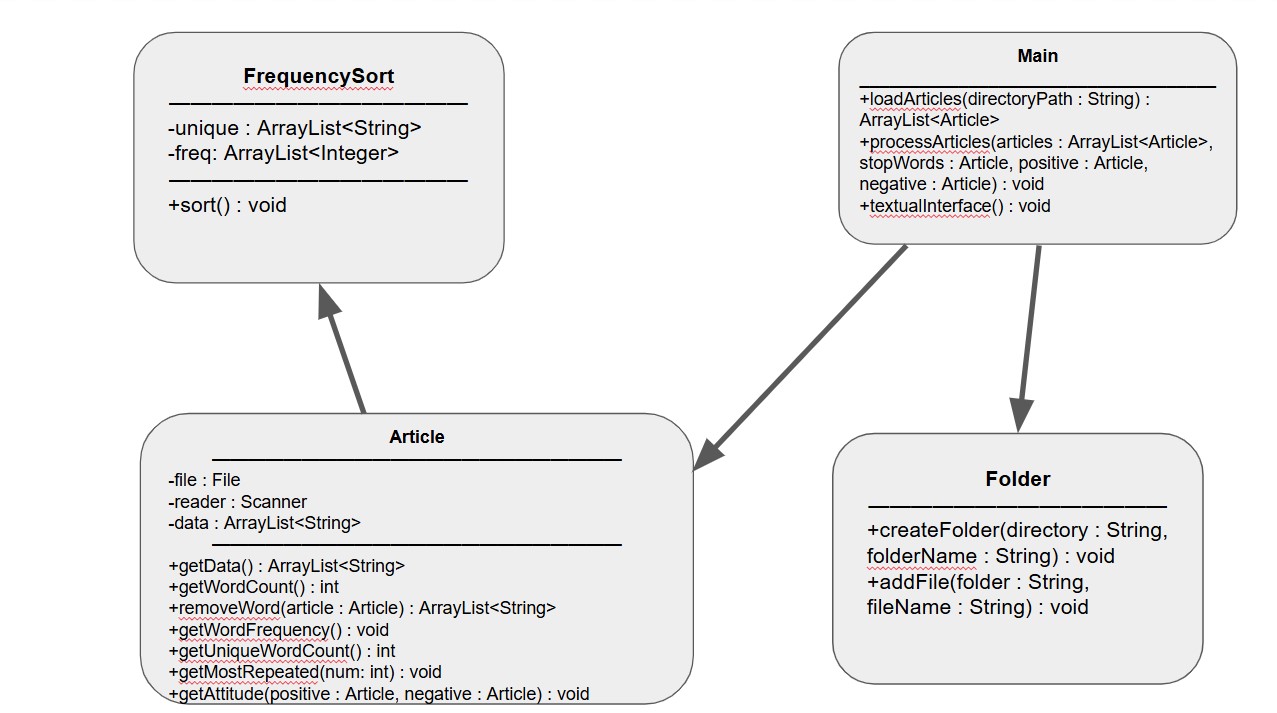 FrequencySort
-unique : ArrayList<String>
-freq: ArrayList<Integer>
+sort() : void
Main
+loadArticles(directoryPath : String) :
ArrayList<Article>
+processArticles(articles : ArrayList<Article>,
stopWords : Article, positive : Article,
negative : Article) : void
+textualInterface() : void
Article
-file : File
-reader : Scanner
-data : ArrayList<String>
+getData() : ArrayList<String>
+getWordCount() : int
+removeWord(article : Article) : ArrayList<String>
+getWordFrequency() : void
+getUniqueWordCount() : int
+getMostRepeated(num: int) : void
+getAttitude(positive : Article, negative : Article) : void
Folder
+createFolder(directory : String,
folderName : String) : void
+addFile(folder : String,
fileName : String) : void